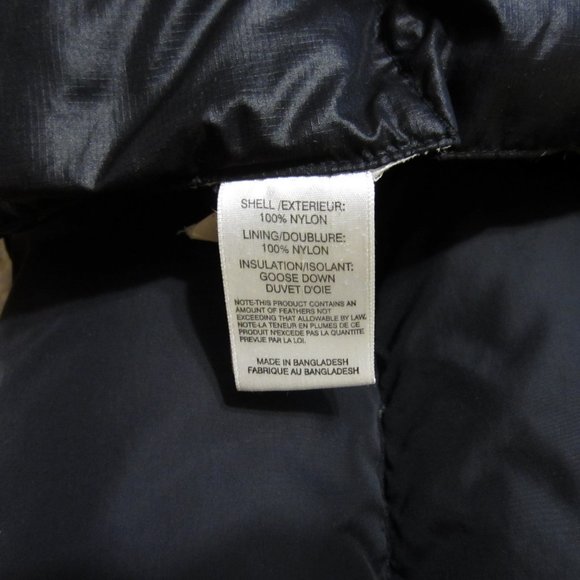 SHELL /EXTERIEUR:
100% NYLON
LINING/DOUBLURE:
100% NYLON
INSULATION/ISOLANT:
GOOSE DOWN
DUVET D'OIE
NOTE-THIS PRODUCT CONTAINS AN
AMOUNT OF FEATHERS NOT
EXCEEDING THAT ALLOWABLE BY LAW.
NOTE-LA TENEUR EN PLUMES DE CE
PRODUIT N'EXCEDE PAS LA QUANTITE
PREVUE PAR LA LOI.
MADE IN BANGLADESH
FABRIQUE AU BANGLADESH